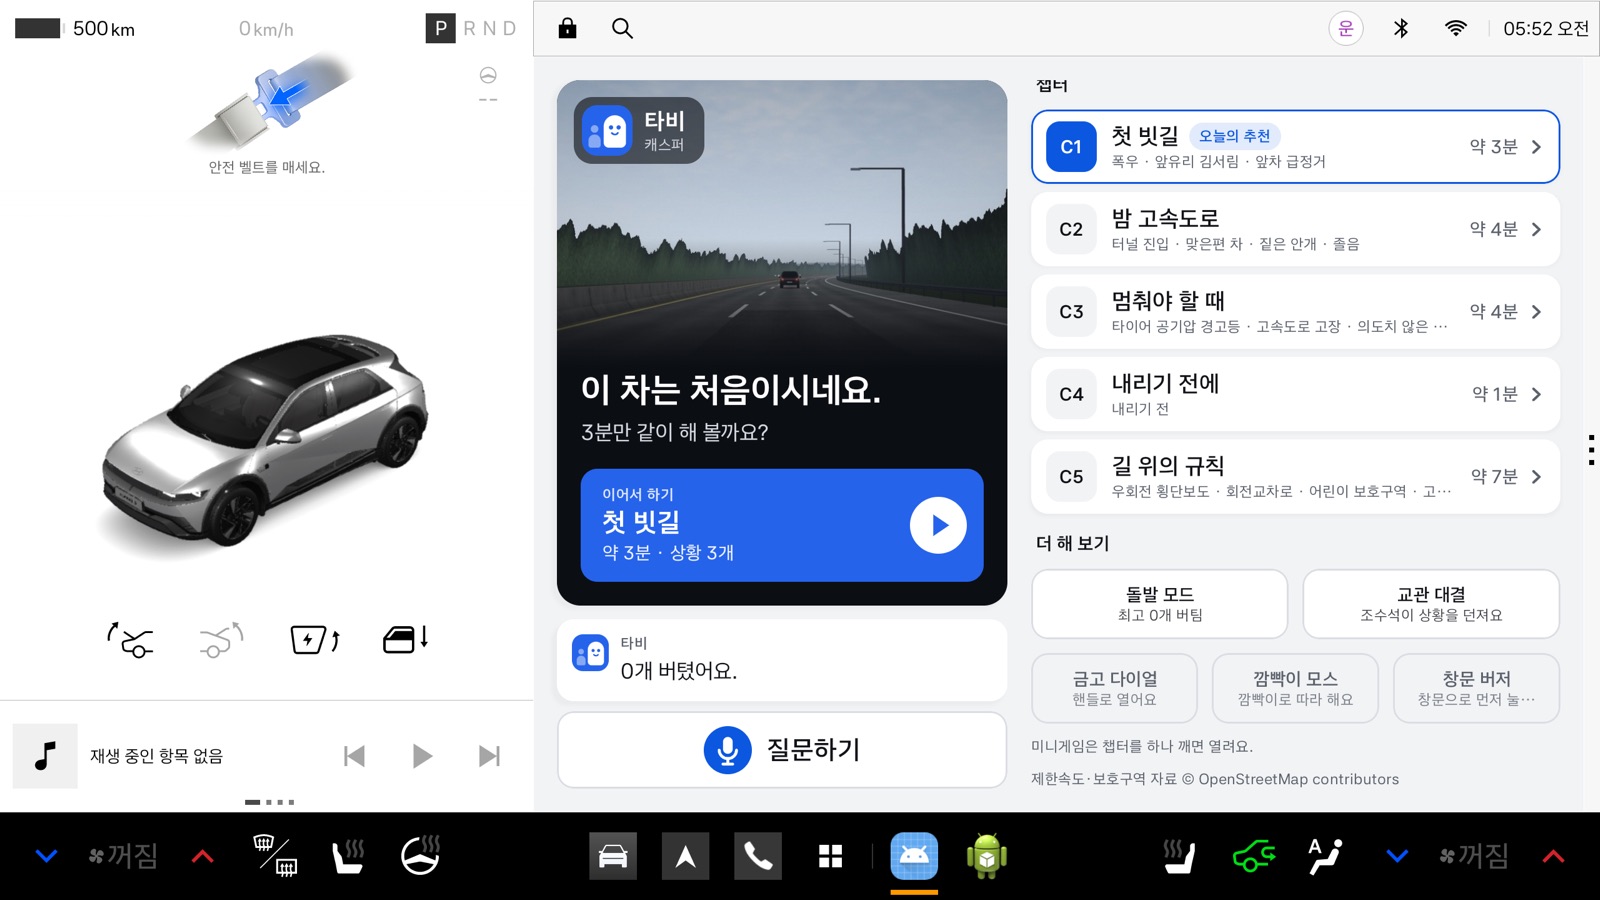 500 km
0 km/h
P R N D
운
05:52 오전
--
안전 벨트를 매세요.
재생 중인 항목 없음
타비
캐스퍼
이 차는 처음이시네요.
3분만 같이 해 볼까요?
이어서 하기
첫 빗길
약 3분 · 상황 3개
타비
0개 버텼어요.
질문하기
챕터
C1
첫 빗길
오늘의 추천
폭우 · 앞유리 김서림 · 앞차 급정거
약 3분
C2
밤 고속도로
터널 진입 · 맞은편 차 · 짙은 안개 · 졸음
약 4분
C3
멈춰야 할 때
타이어 공기압 경고등 · 고속도로 고장 · 의도치 않은 ···
약 4분
C4
내리기 전에
내리기 전
약 1분
C5
길 위의 규칙
우회전 횡단보도 · 회전교차로 · 어린이 보호구역 · 고···
약 7분
더 해 보기
돌발 모드
최고 0개 버팀
교관 대결
조수석이 상황을 던져요
금고 다이얼
핸들로 열어요
깜빡이 모스
깜빡이로 따라 해요
창문 버저
창문으로 먼저 눌···
미니게임은 챕터를 하나 깨면 열려요.
제한속도·보호구역 자료 © OpenStreetMap contributors
꺼짐
A
꺼짐